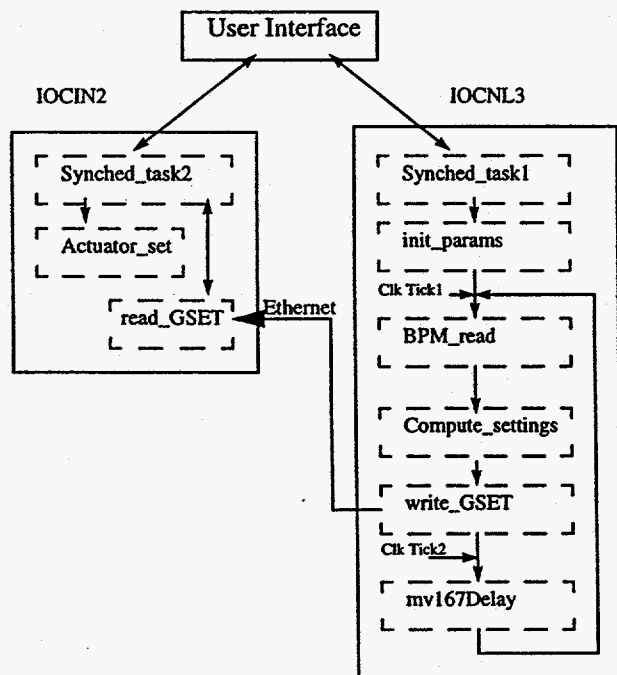 User Interface
IOCIN2
IOCNL3
Synched_task2
Actuator_set
read_GSET
Ethernet
Synched_task1
init_params
Clk Tick1
BPM_read
Compute_settings
write_GSET
Clk Tick2
mv167Delay